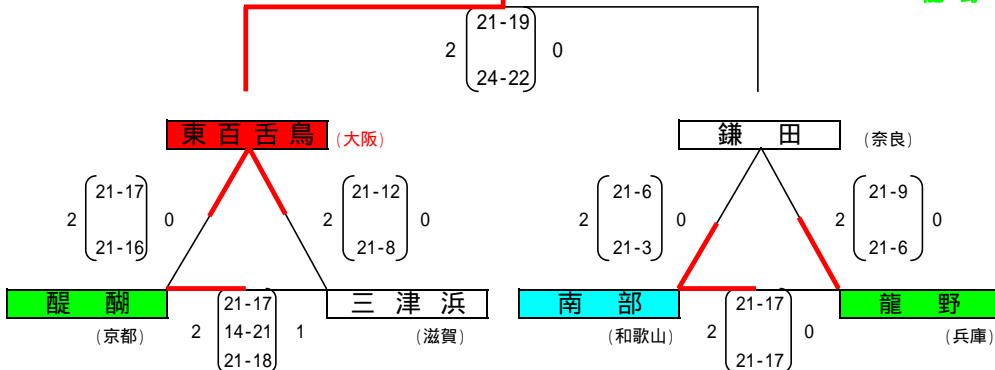 21-19
2 0
24-22
東百舌鳥 (大阪)
鎌田 (奈良)
21-17
2 0
21-16
21-12
2 0
21-8
21-6
2 0
21-3
21-9
2 0
21-6
醍醐
(京都)
21-17
2 14-21 1
21-18
三津浜
(滋賀)
南部
(和歌山)
21-17
2 0
21-17
龍野
(兵庫)